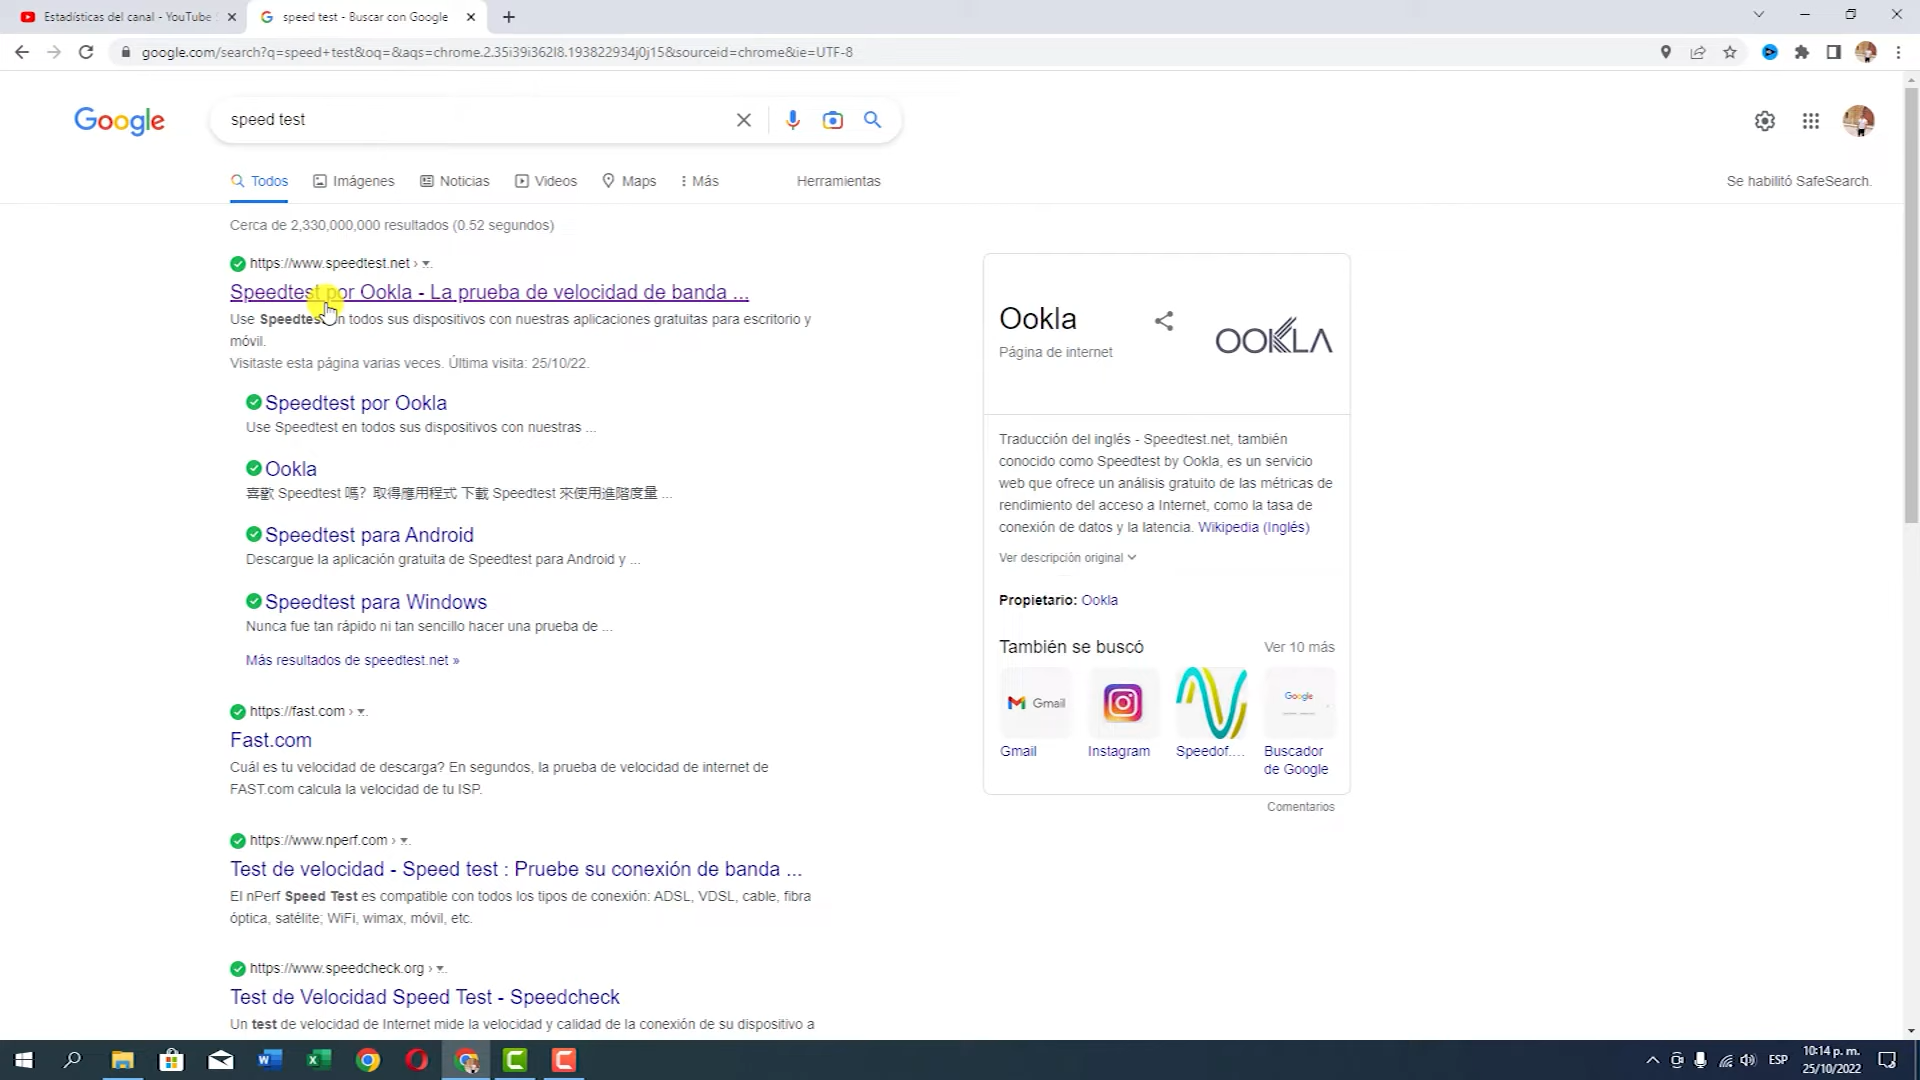 Estadísticas del canal - YouTube
speed test - Buscar con Google
google.com/search?q=speed+test&oq=&aqs=chrome.2.35i39i362l8.193822934j0j15&sourceid=chrome&ie=UTF-8
Google
speed test
Todos
Imágenes
Noticias
Videos
Maps
Más
Herramientas
Se habilitó SafeSearch.
Cerca de 2,330,000,000 resultados (0.52 segundos)
https://www.speedtest.net ›
Speedtest por Ookla - La prueba de velocidad de banda ...
Use Speedtest en todos sus dispositivos con nuestras aplicaciones gratuitas para escritorio y
móvil.
Visitaste esta página varias veces. Última visita: 25/10/22.
Speedtest por Ookla
Use Speedtest en todos sus dispositivos con nuestras ...
Ookla
喜歡 Speedtest 嗎? 取得應用程式 下載 Speedtest 來使用進階度量 ...
Speedtest para Android
Descargue la aplicación gratuita de Speedtest para Android y ...
Speedtest para Windows
Nunca fue tan rápido ni tan sencillo hacer una prueba de ...
Más resultados de speedtest.net »
https://fast.com ›
Fast.com
Cuál es tu velocidad de descarga? En segundos, la prueba de velocidad de internet de
FAST.com calcula la velocidad de tu ISP.
https://www.nperf.com ›
Test de velocidad - Speed test : Pruebe su conexión de banda ...
El nPerf Speed Test es compatible con todos los tipos de conexión: ADSL, VDSL, cable, fibra
óptica, satélite; WiFi, wimax, móvil, etc.
https://www.speedcheck.org ›
Test de Velocidad Speed Test - Speedcheck
Un test de velocidad de Internet mide la velocidad y calidad de la conexión de su dispositivo a
Ookla
Página de internet
OOKLA
Traducción del inglés - Speedtest.net, también
conocido como Speedtest by Ookla, es un servicio
web que ofrece un análisis gratuito de las métricas de
rendimiento del acceso a Internet, como la tasa de
conexión de datos y la latencia. Wikipedia (Inglés)
Ver descripción original
Propietario: Ookla
También se buscó
Ver 10 más
Gmail
Google
Gmail
Instagram
Speedof....
Buscador
de Google
Comentarios
ESP
10:14 p. m.
25/10/2022